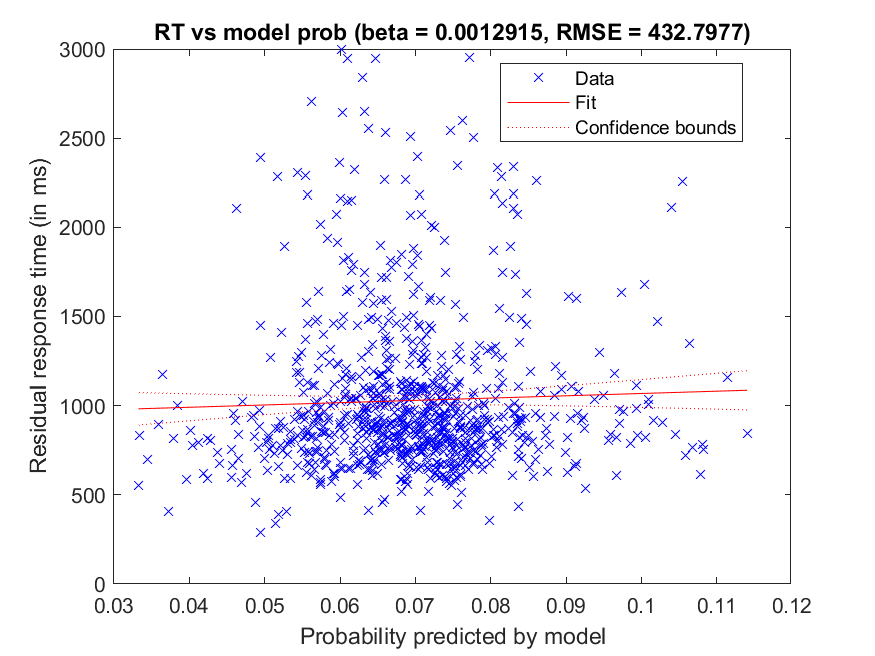 RT vs model prob (beta = 0.0012915, RMSE = 432.7977)
3000
2500
2000
1500
1000
500
0
Residual response time (in ms)
Data
Fit
Confidence bounds
0.03 0.04 0.05 0.06 0.07 0.08 0.09 0.1 0.11 0.12
Probability predicted by model